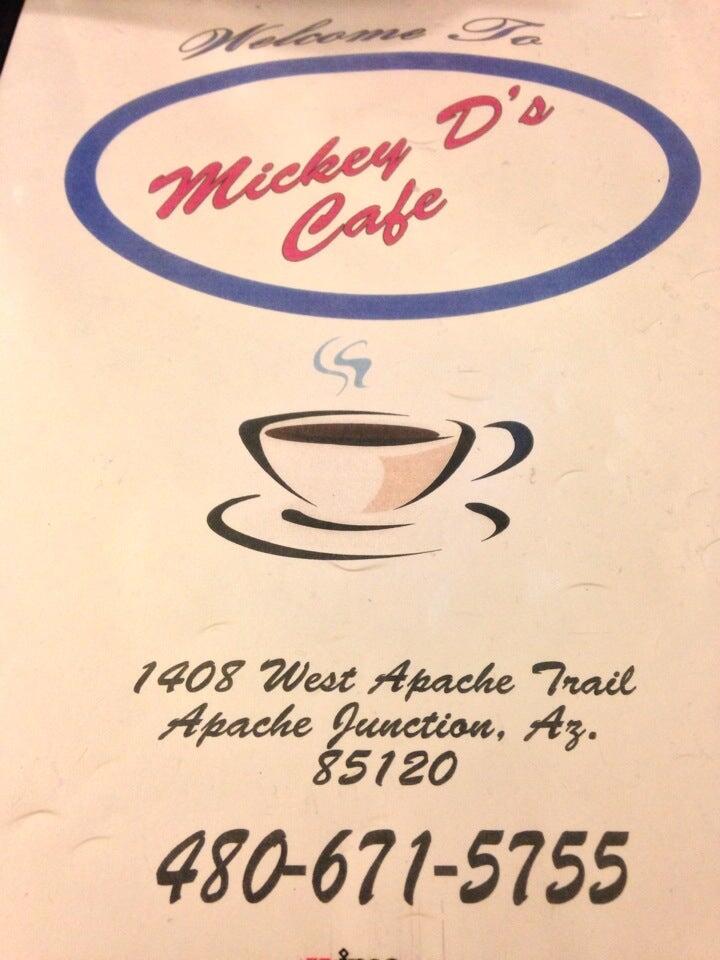 Welcome To
Mickey D's
Cafe
1408 West Apache Trail
Apache Junction, Az.
85120
480-671-5755